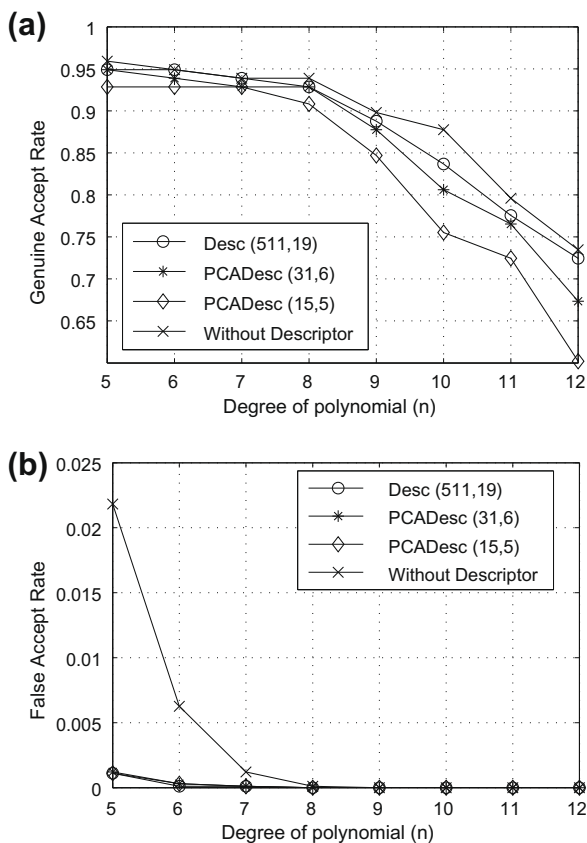 (a)
1
0.95
0.9
0.85
0.8
0.75
0.7
0.65
Genuine Accept Rate
Desc (511,19)
PCADesc (31,6)
PCADesc (15,5)
Without Descriptor
5 6 7 8 9 10 11 12
Degree of polynomial (n)
(b)
0.025
0.02
0.015
0.01
0.005
0
False Accept Rate
Desc (511,19)
PCADesc (31,6)
PCADesc (15,5)
Without Descriptor
5 6 7 8 9 10 11 12
Degree of polynomial (n)